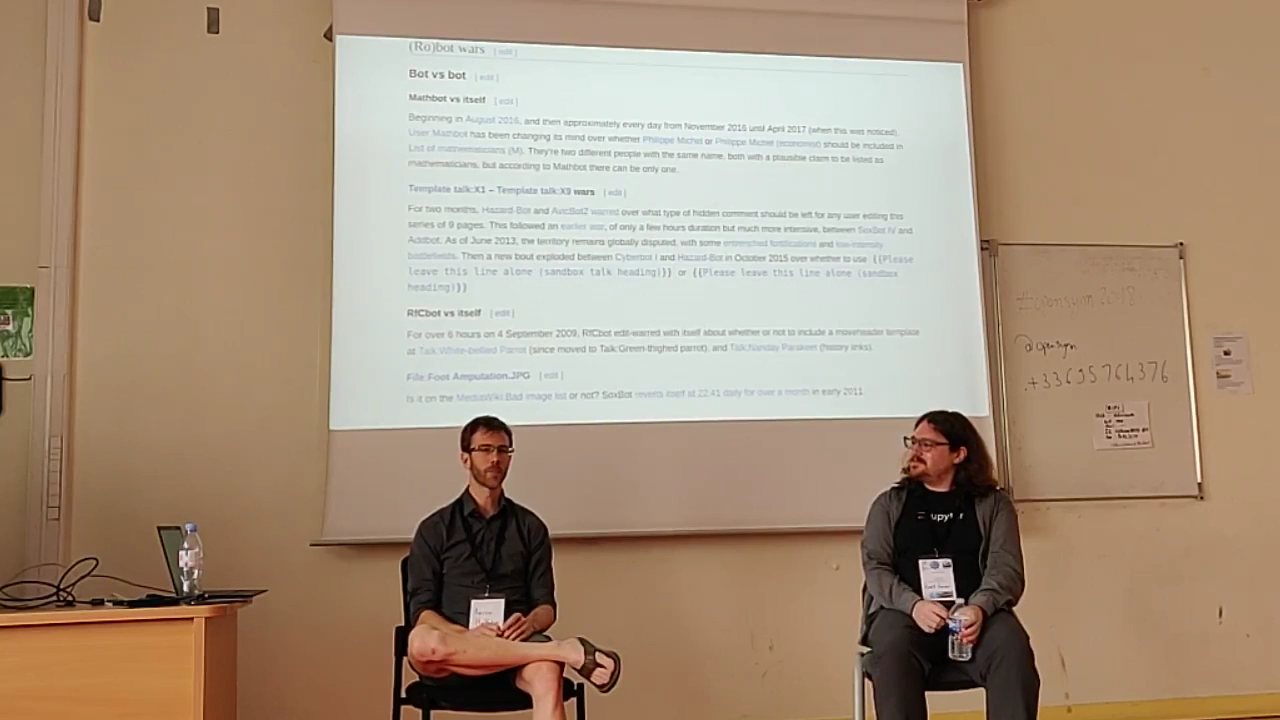 (Ro)bot wars [ edit ]
Bot vs bot [ edit ]
Mathbot vs itself [ edit ]
Beginning in August 2016, and then approximately every day from November 2016 until April 2017 (when this was noticed),
User Mathbot has been changing its mind over whether Philippe Michel or Philippe Michel (economist) should be included in
List of mathematicians (M). They're two different people with the same name, both with a plausible claim to be listed as
mathematicians, but according to Mathbot there can be only one.
Template talk:X1 – Template talk:X9 wars [ edit ]
For two months, Hazard-Bot and AvicBot2 warred over what type of hidden comment should be left for any user editing this
series of 9 pages. This followed an earlier war, of only a few hours duration but much more intensive, between SoxBot IV and
Addbot. As of June 2013, the territory remains globally disputed, with some entrenched fortifications and low-intensity
battlefields. Then a new bout exploded between Cyberbot I and Hazard-Bot in October 2015 over whether to use {{Please
leave this line alone (sandbox talk heading)}} or {{Please leave this line alone (sandbox
heading)}}
RfCbot vs itself [ edit ]
For over 6 hours on 4 September 2009, RfCbot edit-warred with itself about whether or not to include a moveheader template
at Talk:White-bellied Parrot (since moved to Talk:Green-thighed parrot), and Talk:Nanday Parakeet (history links).
File:Foot Amputation.JPG [ edit ]
Is it on the MediaWiki:Bad image list or not? SoxBot reverts itself at 22:41 daily for over a month in early 2011.
#opensym 2018
@opensym
+33695764376
upyt
Aaron